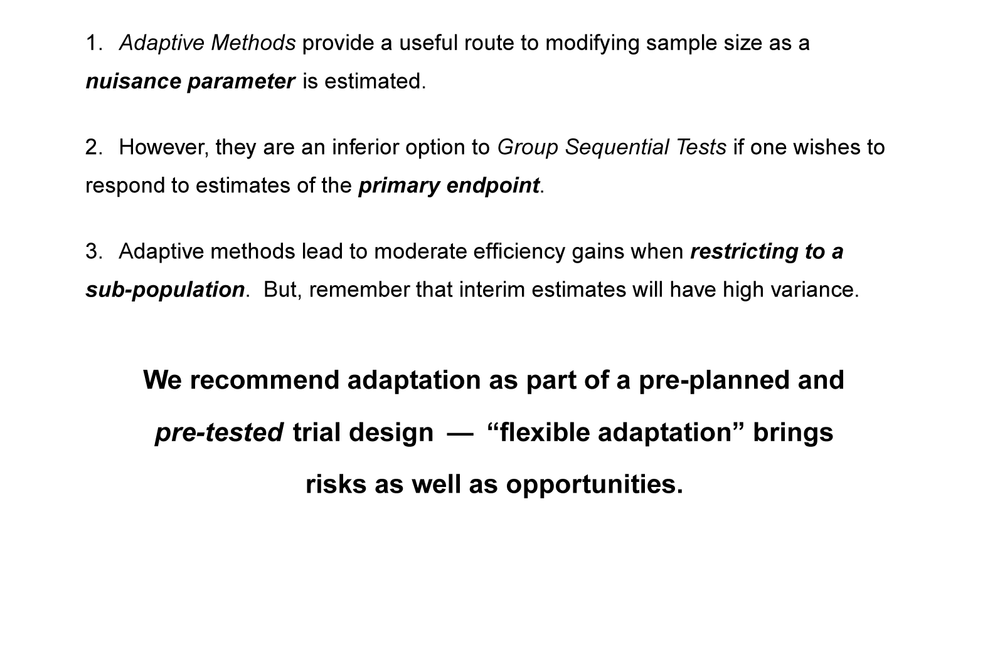 1. Adaptive Methods provide a useful route to modifying sample size as a
nuisance parameter is estimated.
2. However, they are an inferior option to Group Sequential Tests if one wishes to
respond to estimates of the primary endpoint.
3. Adaptive methods lead to moderate efficiency gains when restricting to a
sub-population. But, remember that interim estimates will have high variance.
We recommend adaptation as part of a pre-planned and
pre-tested trial design — “flexible adaptation” brings
risks as well as opportunities.